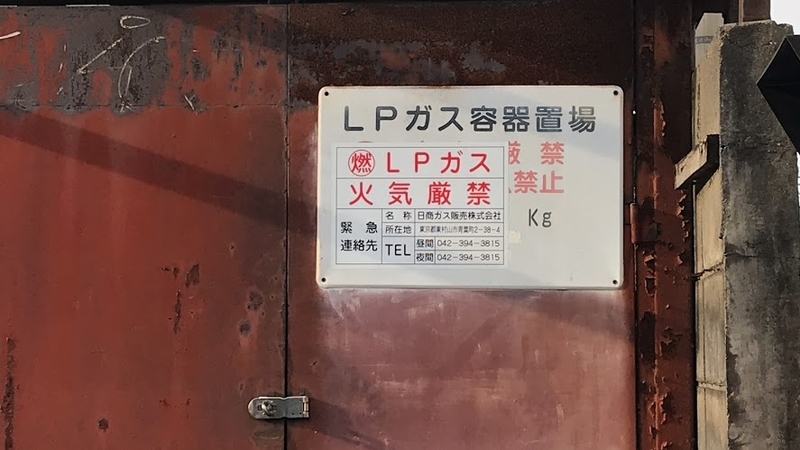 LPガス容器置場
厳禁
禁止
Kg
燃 LPガス
火気厳禁
緊急連絡先
名称 日商ガス販売株式会社
所在地 東京都東村山市青葉町2-38-4
TEL
昼間 042-394-3815
夜間 042-394-3815